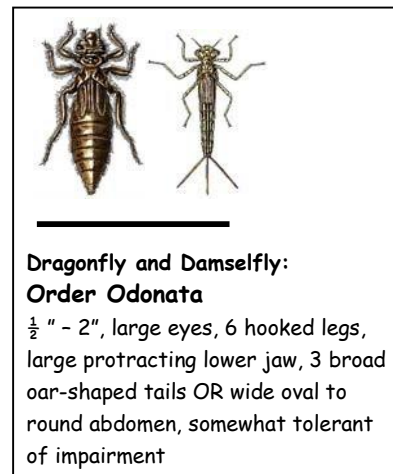 Dragonfly and Damselfly:
Order Odonata
½ " – 2", large eyes, 6 hooked legs,
large protracting lower jaw, 3 broad
oar-shaped tails OR wide oval to
round abdomen, somewhat tolerant
of impairment